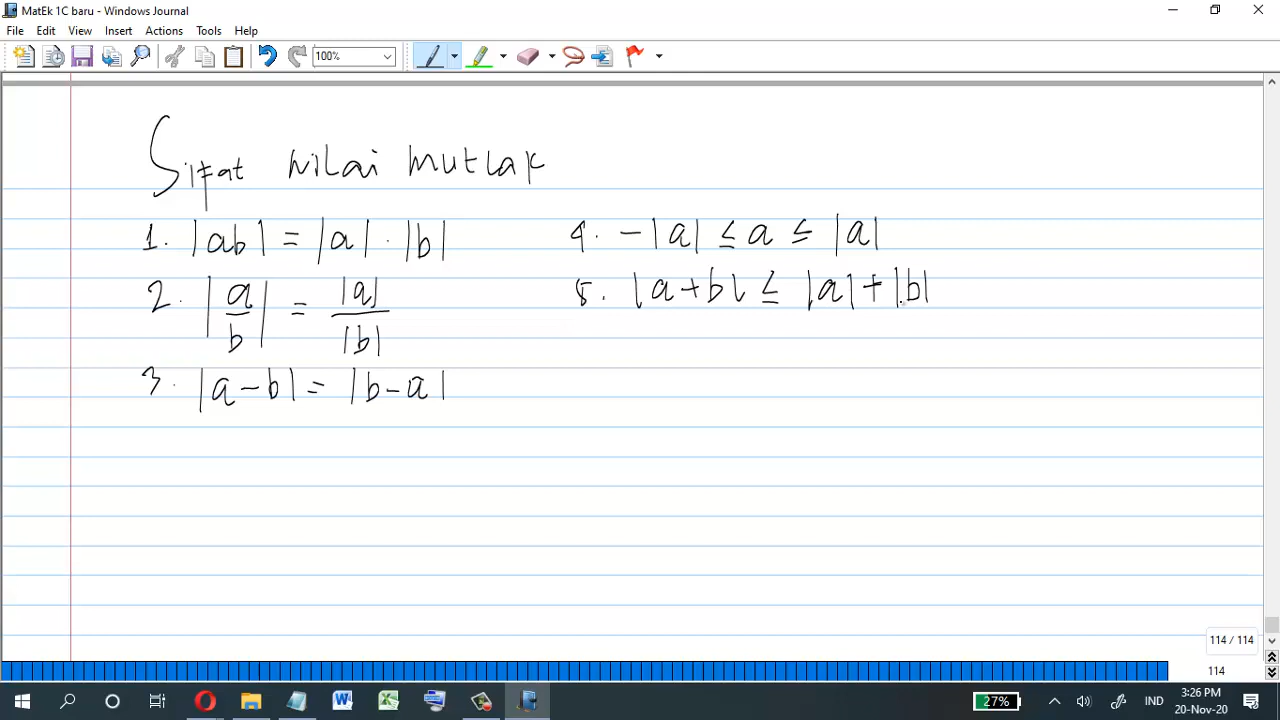 MatEk 1C baru - Windows Journal
File Edit View Insert Actions Tools Help
100%
Sifat nilai mutlak
1. |ab| = |a| · |b|
2. |a/b| = |a|/|b|
3. |a-b| = |b-a|
4. -|a| ≤ a ≤ |a|
5. |a+b| ≤ |a|+|b|
114 / 114
114
27%
IND
3:26 PM
20-Nov-20